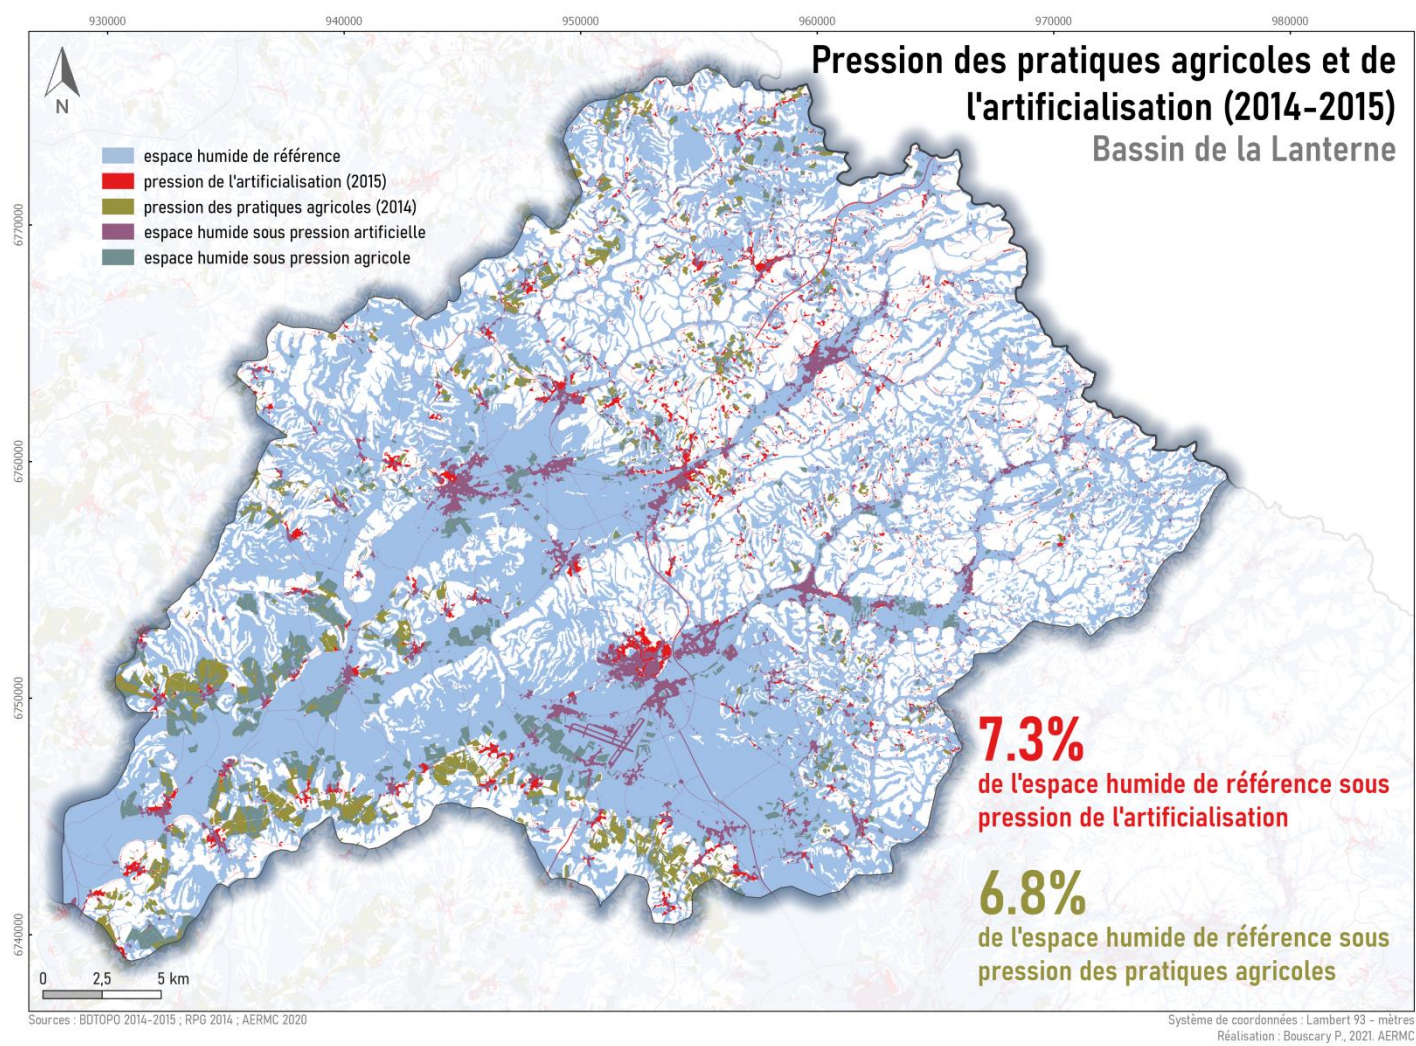 930000
940000
950000
960000
970000
980000
Pression des pratiques agricoles et de
l'artificialisation (2014-2015)
Bassin de la Lanterne
N
espace humide de référence
pression de l'artificialisation (2015)
pression des pratiques agricoles (2014)
espace humide sous pression artificielle
espace humide sous pression agricole
6770000
6760000
6750000
6740000
7.3%
de l'espace humide de référence sous
pression de l'artificialisation
6.8%
de l'espace humide de référence sous
pression des pratiques agricoles
0 2,5 5 km
Sources : BDTOPO 2014-2015 ; RPG 2014 ; AERMC 2020
Système de coordonnées : Lambert 93 - mètres
Réalisation : Bouscary P., 2021. AERMC